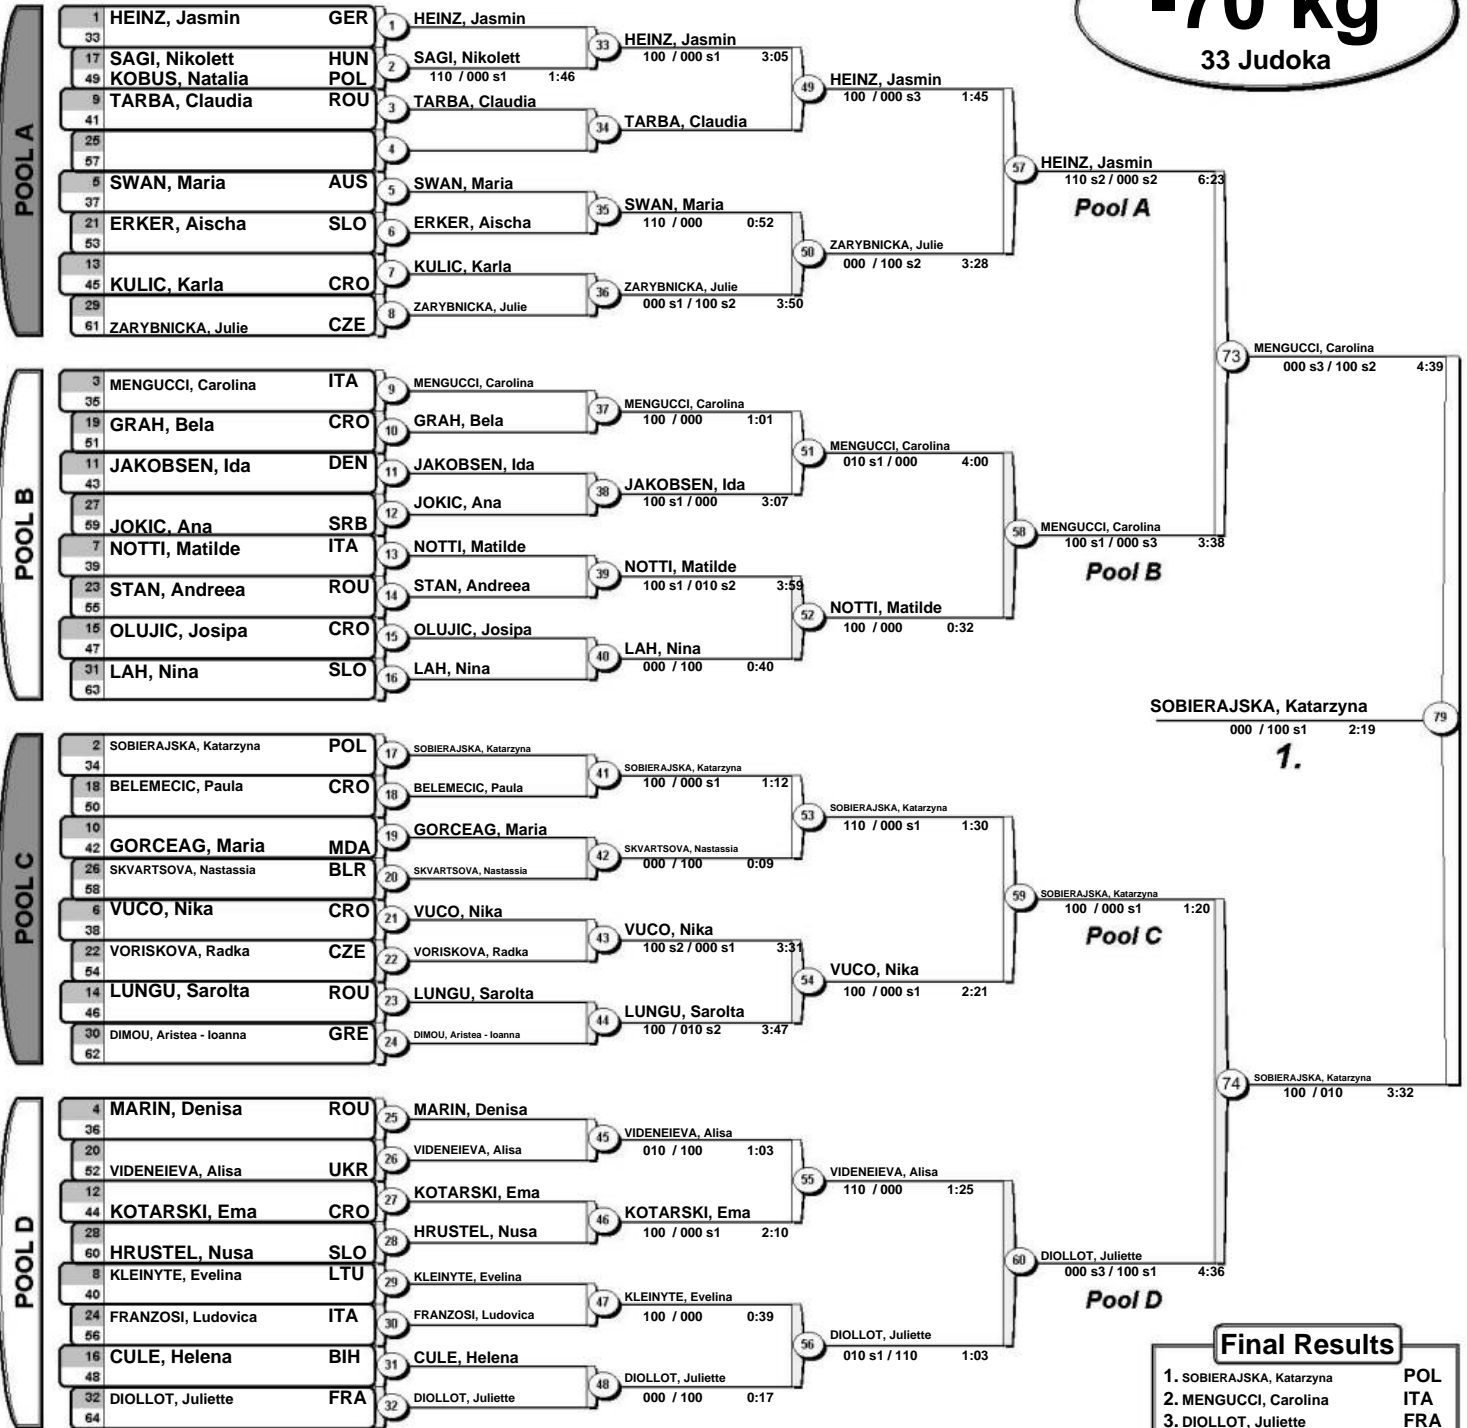 -70 kg
33 Judoka
POOL A
1 HEINZ, Jasmin GER
33
17 SAGI, Nikolett HUN
49 KOBUS, Natalia POL
9 TARBA, Claudia ROU
41
25
57
5 SWAN, Maria AUS
37
21 ERKER, Aischa SLO
53
13
45 KULIC, Karla CRO
29
61 ZARYBNICKA, Julie CZE
1 HEINZ, Jasmin
2 SAGI, Nikolett
110 / 000 s1 1:46
3 TARBA, Claudia
4
5 SWAN, Maria
6 ERKER, Aischa
7 KULIC, Karla
8 ZARYBNICKA, Julie
33 HEINZ, Jasmin
100 / 000 s1 3:05
34 TARBA, Claudia
35 SWAN, Maria
110 / 000 0:52
36 ZARYBNICKA, Julie
000 s1 / 100 s2 3:50
49 HEINZ, Jasmin
100 / 000 s3 1:45
50 ZARYBNICKA, Julie
000 / 100 s2 3:28
57 HEINZ, Jasmin
110 s2 / 000 s2 6:23
Pool A
POOL B
3 MENGUCCI, Carolina ITA
35
19 GRAH, Bela CRO
51
11 JAKOBSEN, Ida DEN
43
27
59 JOKIC, Ana SRB
7 NOTTI, Matilde ITA
39
23 STAN, Andreea ROU
55
15 OLUJIC, Josipa CRO
47
31 LAH, Nina SLO
63
9 MENGUCCI, Carolina
10 GRAH, Bela
11 JAKOBSEN, Ida
12 JOKIC, Ana
13 NOTTI, Matilde
14 STAN, Andreea
15 OLUJIC, Josipa
16 LAH, Nina
37 MENGUCCI, Carolina
100 / 000 1:01
38 JAKOBSEN, Ida
100 s1 / 000 3:07
39 NOTTI, Matilde
100 s1 / 010 s2 3:59
40 LAH, Nina
000 / 100 0:40
51 MENGUCCI, Carolina
010 s1 / 000 4:00
52 NOTTI, Matilde
100 / 000 0:32
58 MENGUCCI, Carolina
100 s1 / 000 s3 3:38
Pool B
73 MENGUCCI, Carolina
000 s3 / 100 s2 4:39
SOBIERAJSKA, Katarzyna 79
000 / 100 s1 2:19
1.
POOL C
2 SOBIERAJSKA, Katarzyna POL
34
18 BELEMECIC, Paula CRO
50
10
42 GORCEAG, Maria MDA
26 SKVARTSOVA, Nastassia BLR
58
6 VUCO, Nika CRO
38
22 VORISKOVA, Radka CZE
54
14 LUNGU, Sarolta ROU
46
30 DIMOU, Aristea - Ioanna GRE
62
17 SOBIERAJSKA, Katarzyna
18 BELEMECIC, Paula
19 GORCEAG, Maria
20 SKVARTSOVA, Nastassia
21 VUCO, Nika
22 VORISKOVA, Radka
23 LUNGU, Sarolta
24 DIMOU, Aristea - Ioanna
41 SOBIERAJSKA, Katarzyna
100 / 000 s1 1:12
42 SKVARTSOVA, Nastassia
000 / 100 0:09
43 VUCO, Nika
100 s2 / 000 s1 3:31
44 LUNGU, Sarolta
100 / 010 s2 3:47
53 SOBIERAJSKA, Katarzyna
110 / 000 s1 1:30
54 VUCO, Nika
100 / 000 s1 2:21
59 SOBIERAJSKA, Katarzyna
100 / 000 s1 1:20
Pool C
74 SOBIERAJSKA, Katarzyna
100 / 010 3:32
POOL D
4 MARIN, Denisa ROU
36
20
52 VIDENEIEVA, Alisa UKR
12
44 KOTARSKI, Ema CRO
28
60 HRUSTEL, Nusa SLO
8 KLEINYTE, Evelina LTU
40
24 FRANZOSI, Ludovica ITA
56
16 CULE, Helena BIH
48
32 DIOLLOT, Juliette FRA
64
25 MARIN, Denisa
26 VIDENEIEVA, Alisa
27 KOTARSKI, Ema
28 HRUSTEL, Nusa
29 KLEINYTE, Evelina
30 FRANZOSI, Ludovica
31 CULE, Helena
32 DIOLLOT, Juliette
45 VIDENEIEVA, Alisa
010 / 100 1:03
46 KOTARSKI, Ema
100 / 000 s1 2:10
47 KLEINYTE, Evelina
100 / 000 0:39
48 DIOLLOT, Juliette
000 / 100 0:17
55 VIDENEIEVA, Alisa
110 / 000 1:25
56 DIOLLOT, Juliette
010 s1 / 110 1:03
60 DIOLLOT, Juliette
000 s3 / 100 s1 4:36
Pool D
Final Results
1. SOBIERAJSKA, Katarzyna POL
2. MENGUCCI, Carolina ITA
3. DIOLLOT, Juliette FRA